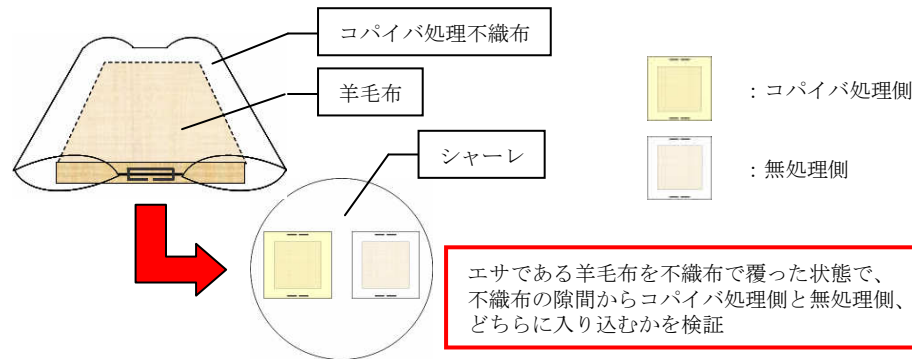 コパイバ処理不織布
羊毛布
シャーレ
：コパイバ処理側
：無処理側
エサである羊毛布を不織布で覆った状態で、
不織布の隙間からコパイバ処理側と無処理側、
どちらに入り込むかを検証